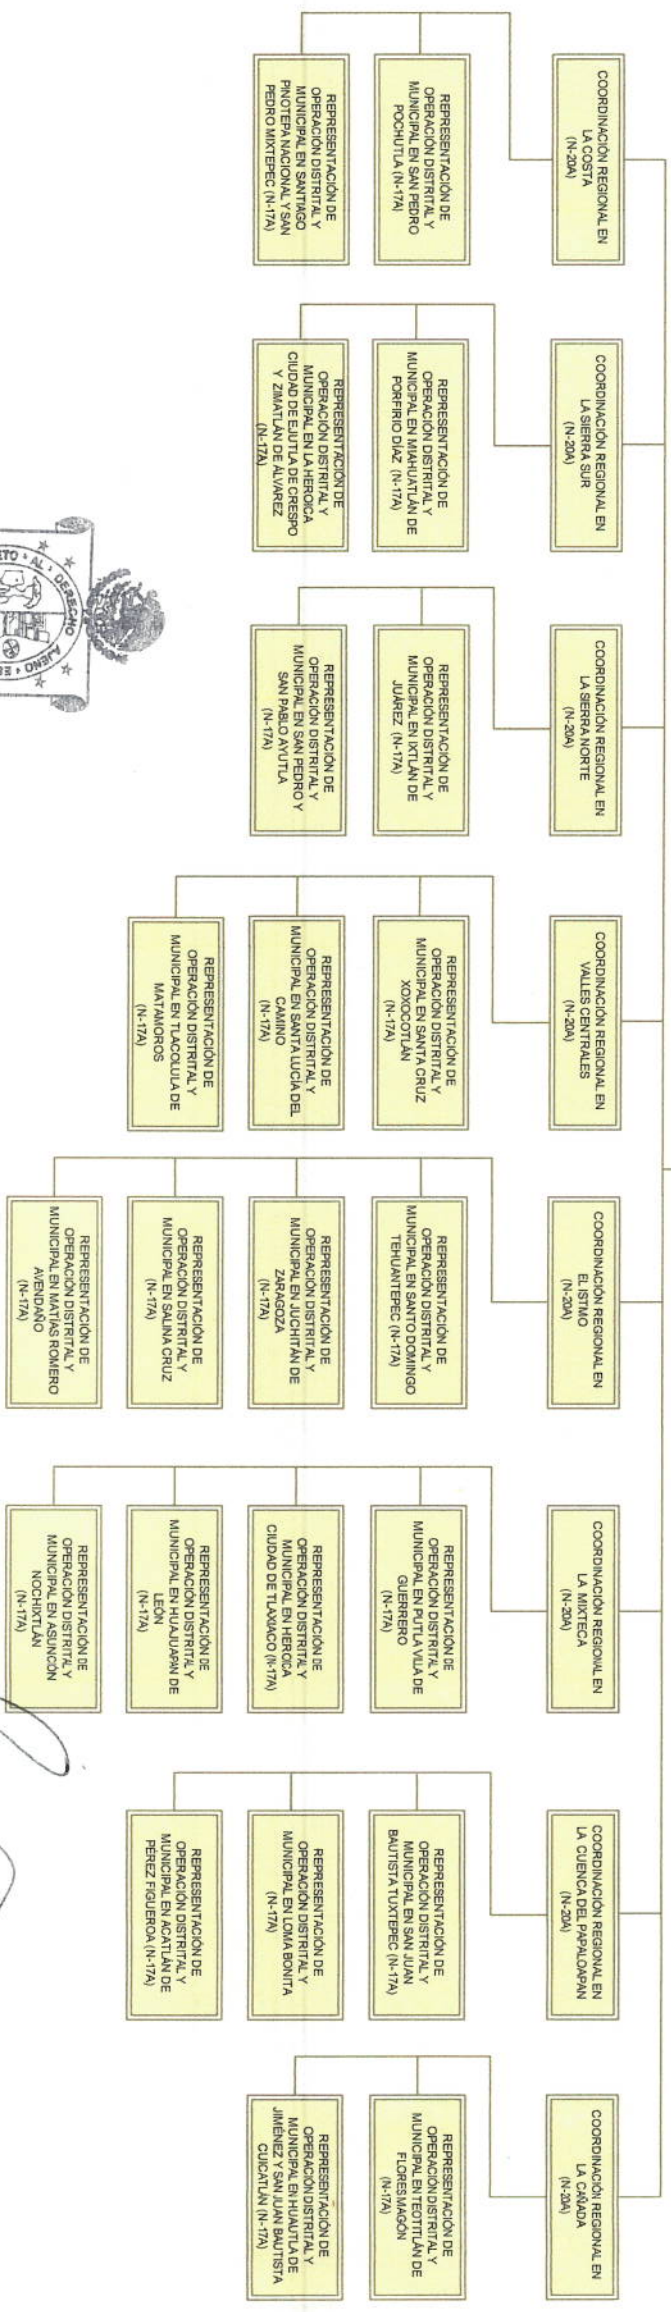 COORDINACIÓN REGIONAL EN
LA COSTA
(N-20A)
REPRESENTACIÓN DE
OPERACIÓN DISTRITAL Y
MUNICIPAL EN SAN PEDRO
POCHUTLA (N-17A)
REPRESENTACIÓN DE
OPERACIÓN DISTRITAL Y
MUNICIPAL EN SANTIAGO
PINOTEPA NACIONAL Y SAN
PEDRO MIXTEPEC (N-17A)
COORDINACIÓN REGIONAL EN
LA SIERRA SUR
(N-20A)
REPRESENTACIÓN DE
OPERACIÓN DISTRITAL Y
MUNICIPAL EN MIAHUATLÁN DE
PORFIRIO DÍAZ (N-17A)
REPRESENTACIÓN DE
OPERACIÓN DISTRITAL Y
MUNICIPAL EN LA HEROICA
CIUDAD DE EJUTLA DE CRESPO
Y ZIMATLÁN DE ÁLVAREZ
(N-17A)
COORDINACIÓN REGIONAL EN
LA SIERRA NORTE
(N-20A)
REPRESENTACIÓN DE
OPERACIÓN DISTRITAL Y
MUNICIPAL EN IXTLÁN DE
JUÁREZ (N-17A)
REPRESENTACIÓN DE
OPERACIÓN DISTRITAL Y
MUNICIPAL EN SAN PEDRO Y
SAN PABLO AYUTLA
(N-17A)
COORDINACIÓN REGIONAL EN
VALLES CENTRALES
(N-20A)
REPRESENTACIÓN DE
OPERACIÓN DISTRITAL Y
MUNICIPAL EN SANTA CRUZ
XOXOCOTLÁN
(N-17A)
REPRESENTACIÓN DE
OPERACIÓN DISTRITAL Y
MUNICIPAL EN SANTA LUCÍA DEL
CAMINO
(N-17A)
REPRESENTACIÓN DE
OPERACIÓN DISTRITAL Y
MUNICIPAL EN TLACOLULA DE
MATAMOROS
(N-17A)
COORDINACIÓN REGIONAL EN
EL ISTMO
(N-20A)
REPRESENTACIÓN DE
OPERACIÓN DISTRITAL Y
MUNICIPAL EN SANTO DOMINGO
TEHUANTEPEC (N-17A)
REPRESENTACIÓN DE
OPERACIÓN DISTRITAL Y
MUNICIPAL EN JUCHITÁN DE
ZARAGOZA
(N-17A)
REPRESENTACIÓN DE
OPERACIÓN DISTRITAL Y
MUNICIPAL EN SALINA CRUZ
(N-17A)
REPRESENTACIÓN DE
OPERACIÓN DISTRITAL Y
MUNICIPAL EN MATÍAS ROMERO
AVENDAÑO
(N-17A)
COORDINACIÓN REGIONAL EN
LA MIXTECA
(N-20A)
REPRESENTACIÓN DE
OPERACIÓN DISTRITAL Y
MUNICIPAL EN PUTLA VILLA DE
GUERRERO
(N-17A)
REPRESENTACIÓN DE
OPERACIÓN DISTRITAL Y
MUNICIPAL EN HEROICA
CIUDAD DE TLAXIACO (N-17A)
REPRESENTACIÓN DE
OPERACIÓN DISTRITAL Y
MUNICIPAL EN HUAJUAPAN DE
LEÓN
(N-17A)
REPRESENTACIÓN DE
OPERACIÓN DISTRITAL Y
MUNICIPAL EN ASUNCIÓN
NOCHIXTLÁN
(N-17A)
COORDINACIÓN REGIONAL EN
LA CUENCA DEL PAPALOAPAN
(N-20A)
REPRESENTACIÓN DE
OPERACIÓN DISTRITAL Y
MUNICIPAL EN SAN JUAN
BAUTISTA TUXTEPEC (N-17A)
REPRESENTACIÓN DE
OPERACIÓN DISTRITAL Y
MUNICIPAL EN LOMA BONITA
(N-17A)
REPRESENTACIÓN DE
OPERACIÓN DISTRITAL Y
MUNICIPAL EN ACATLÁN DE
PÉREZ FIGUEROA (N-17A)
COORDINACIÓN REGIONAL EN
LA CAÑADA
(N-20A)
REPRESENTACIÓN DE
OPERACIÓN DISTRITAL Y
MUNICIPAL EN TEOTITLÁN DE
FLORES MAGÓN
(N-17A)
REPRESENTACIÓN DE
OPERACIÓN DISTRITAL Y
MUNICIPAL EN HUAUTLA DE
JIMÉNEZ Y SAN JUAN BAUTISTA
CUICATLÁN (N-17A)
AL DERECHO AJENO